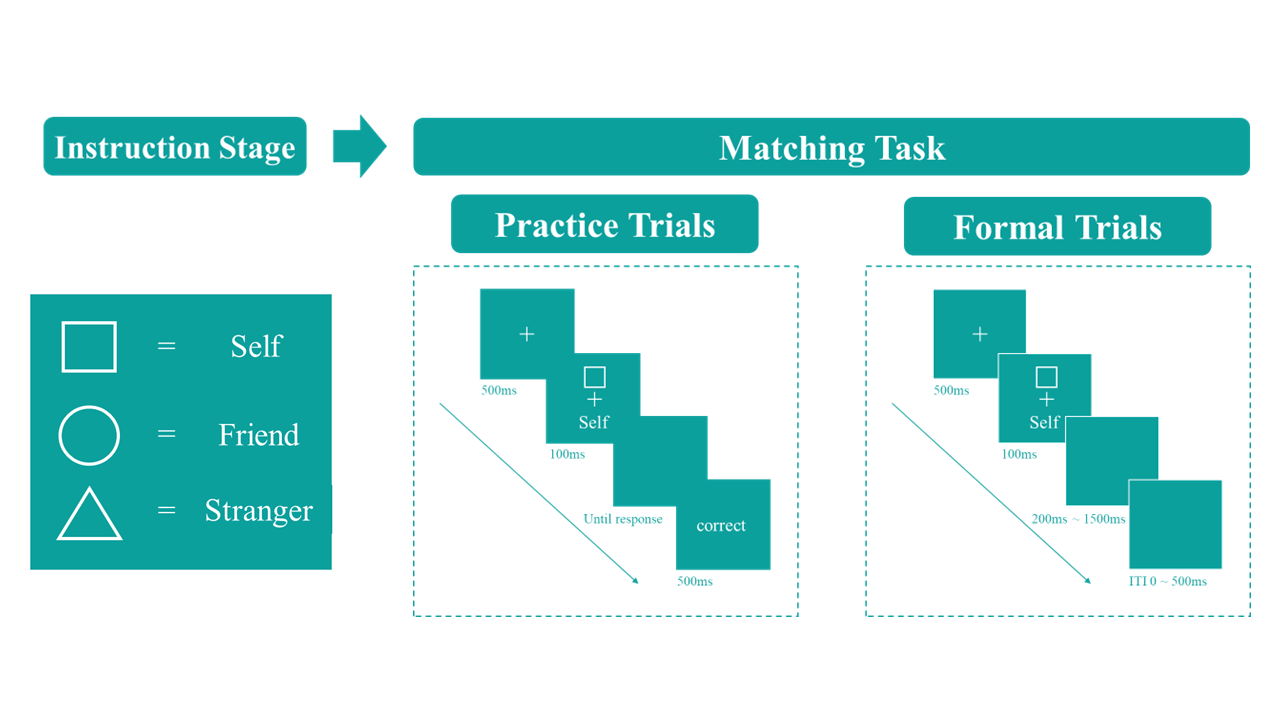 Instruction Stage
Matching Task
Practice Trials
Formal Trials
= Self
= Friend
= Stranger
+
500ms
+
Self
100ms
Until response
correct
500ms
+
500ms
+
Self
100ms
200ms ~ 1500ms
ITI 0 ~ 500ms